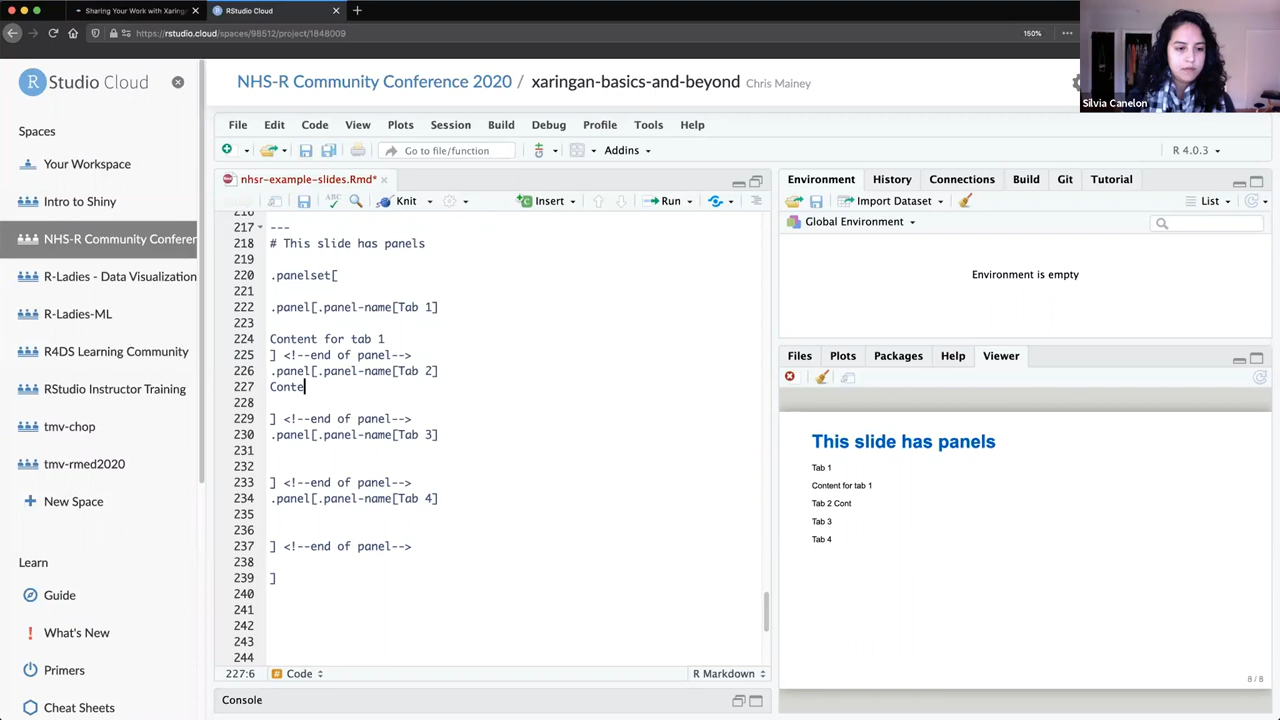 Sharing Your Work with Xaringan
RStudio Cloud
https://rstudio.cloud/spaces/98512/project/1848009
150%
Silvia Canelon
R Studio Cloud
Spaces
Your Workspace
Intro to Shiny
NHS-R Community Conferen
R-Ladies - Data Visualization
R-Ladies-ML
R4DS Learning Community
RStudio Instructor Training
tmv-chop
tmv-rmed2020
New Space
Learn
Guide
What's New
Primers
Cheat Sheets
NHS-R Community Conference 2020 / xaringan-basics-and-beyond Chris Mainey
File Edit Code View Plots Session Build Debug Profile Tools Help
Go to file/function
Addins
R 4.0.3
nhsr-example-slides.Rmd*
ABC Knit Insert Run
216
217 ---
218 # This slide has panels
219
220 .panelset[
221
222 .panel[.panel-name[Tab 1]
223
224 Content for tab 1
225 ] <!--end of panel-->
226 .panel[.panel-name[Tab 2]
227 Conte
228
229 ] <!--end of panel-->
230 .panel[.panel-name[Tab 3]
231
232
233 ] <!--end of panel-->
234 .panel[.panel-name[Tab 4]
235
236
237 ] <!--end of panel-->
238
239 ]
240
241
242
243
244
227:6 # Code R Markdown
Console
Environment History Connections Build Git Tutorial
Import Dataset List
Global Environment
Environment is empty
Files Plots Packages Help Viewer
This slide has panels
Tab 1
Content for tab 1
Tab 2 Cont
Tab 3
Tab 4
8 / 8